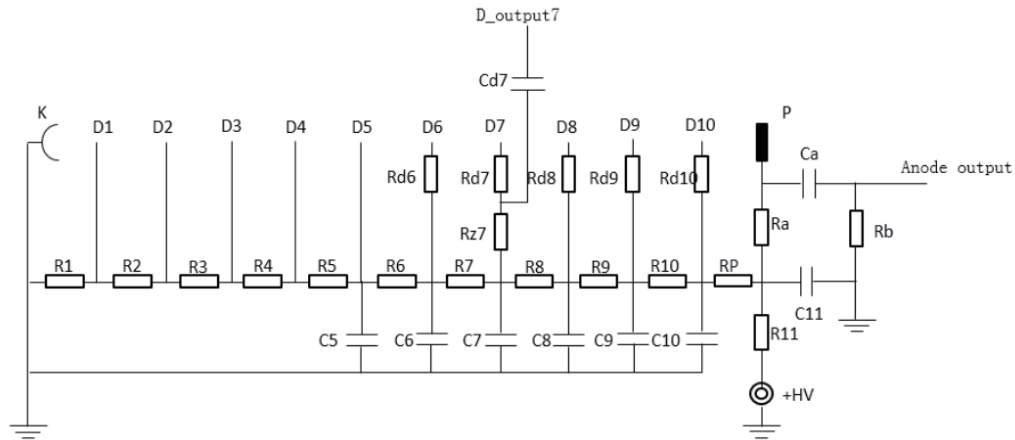 D_output7
Cd7
K
D1 D2 D3 D4 D5 D6 D7 D8 D9 D10 P
Ca
Anode output
Rd6 Rd7 Rd8 Rd9 Rd10
Ra
Rb
Rz7
R1 R2 R3 R4 R5 R6 R7 R8 R9 R10 RP
C11
C5 C6 C7 C8 C9 C10 R11
+HV